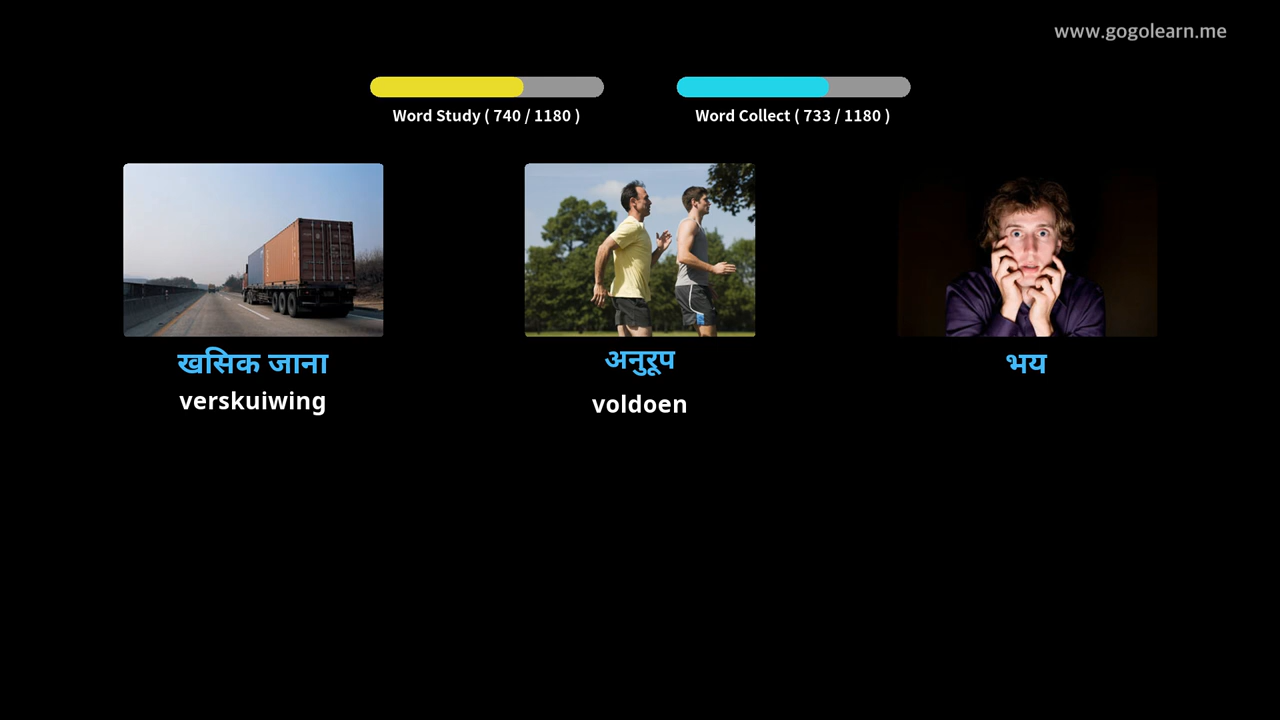 www.gogolearn.me
Word Study ( 740 / 1180 )
Word Collect ( 733 / 1180 )
खसिक जाना
verskuiwing
अनुरूप
voldoen
भय